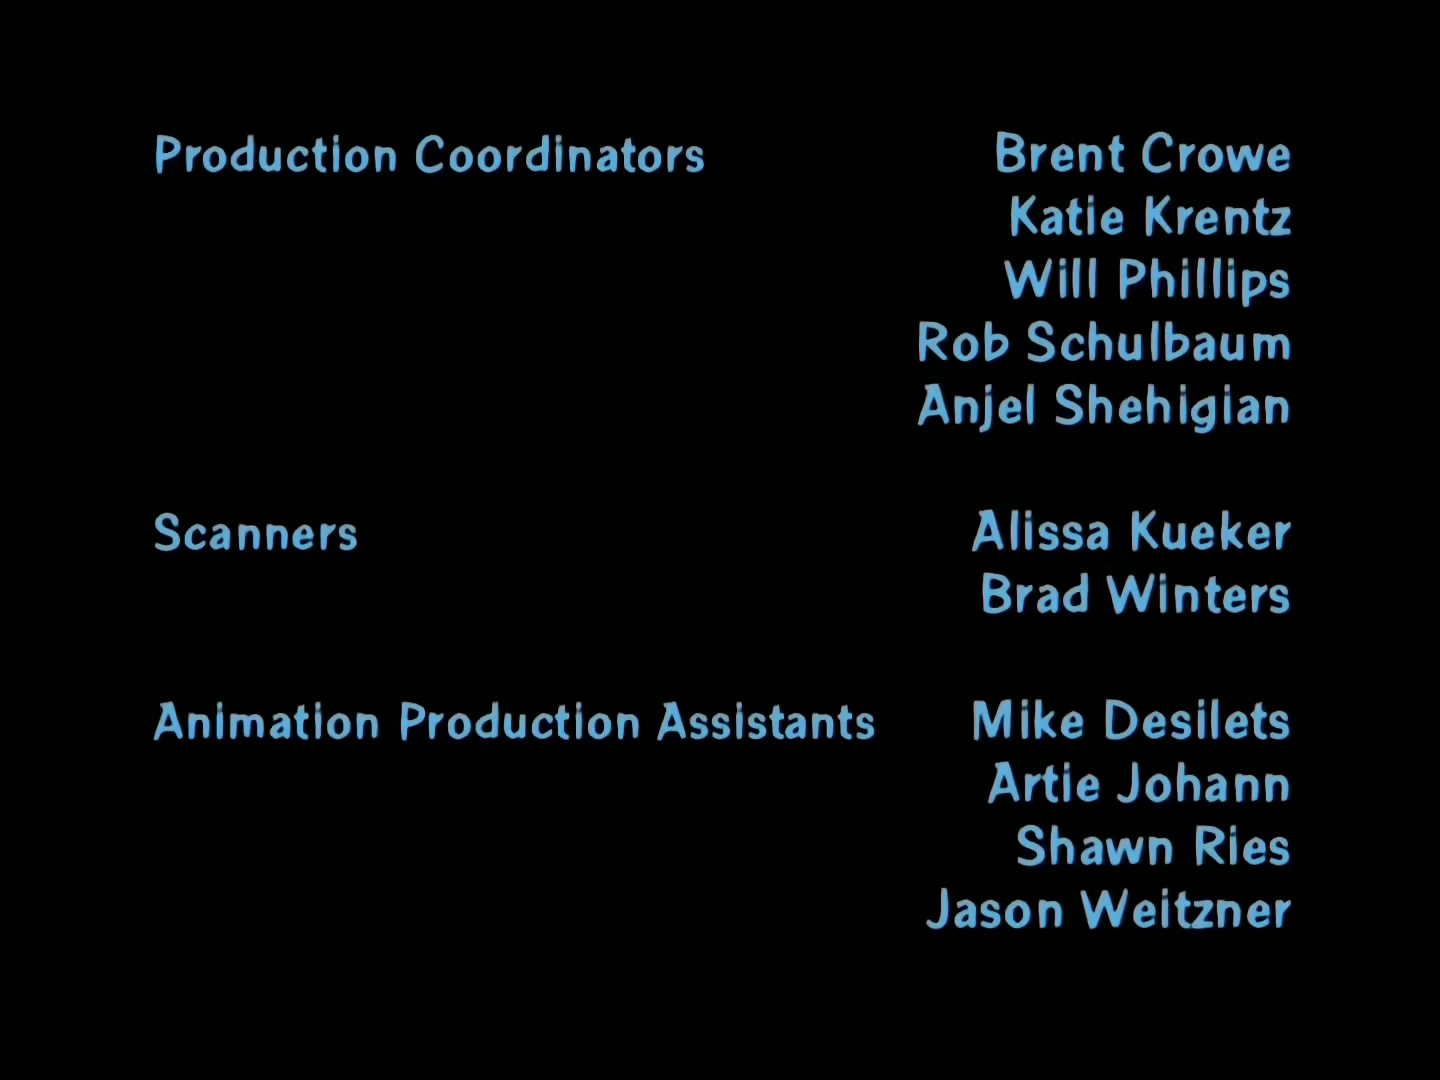 Production Coordinators Brent Crowe
Katie Krentz
Will Phillips
Rob Schulbaum
Anjel Shehigian
Scanners Alissa Kueker
Brad Winters
Animation Production Assistants Mike Desilets
Artie Johann
Shawn Ries
Jason Weitzner